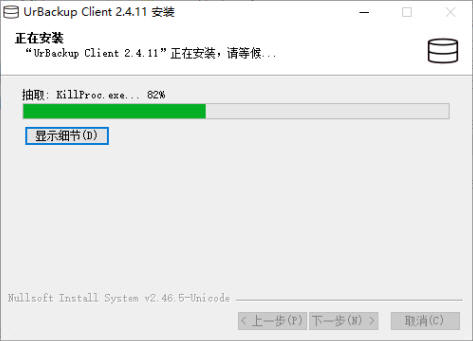 UrBackup Client 2.4.11 安装
正在安装
“UrBackup Client 2.4.11”正在安装，请等候...
抽取: KillProc.exe... 82%
显示细节(D)
Nullsoft Install System v2.46.5-Unicode
< 上一步(P) 下一步(N) > 取消(C)